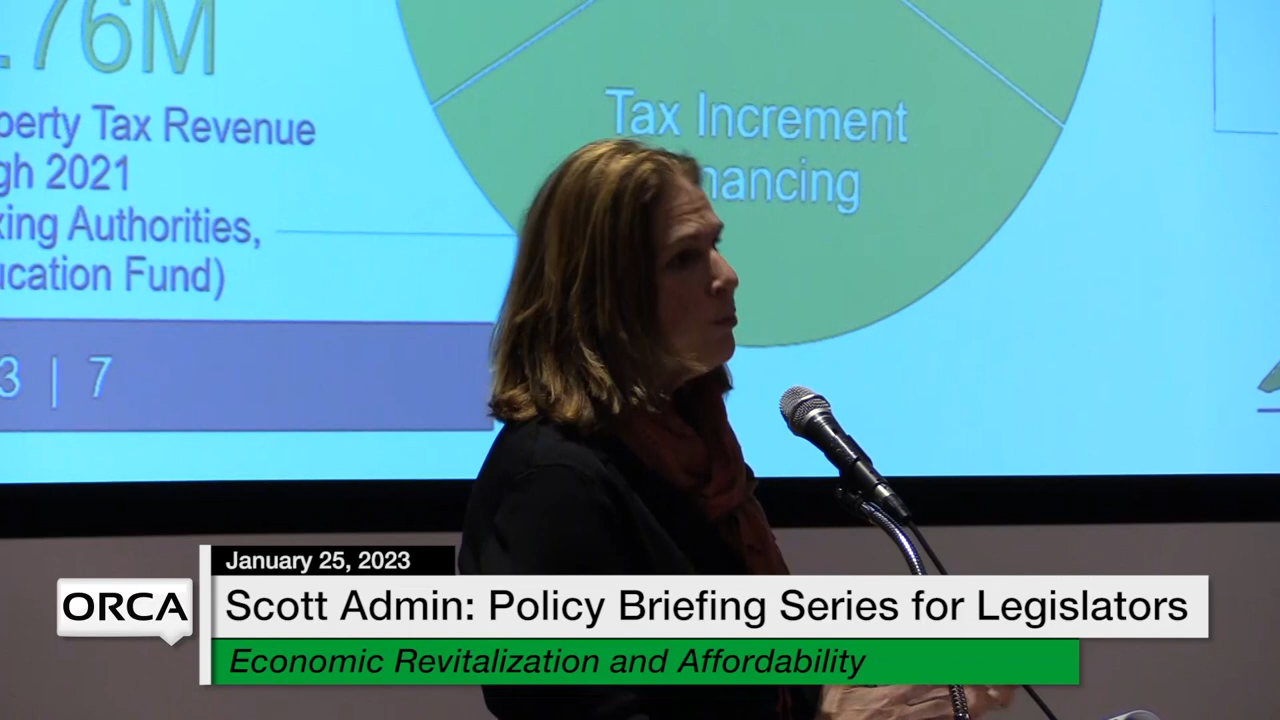 .76M
perty Tax Revenue
gh 2021
xing Authorities,
ucation Fund)
3 | 7
Tax Increment
nancing
January 25, 2023
ORCA
Scott Admin: Policy Briefing Series for Legislators
Economic Revitalization and Affordability